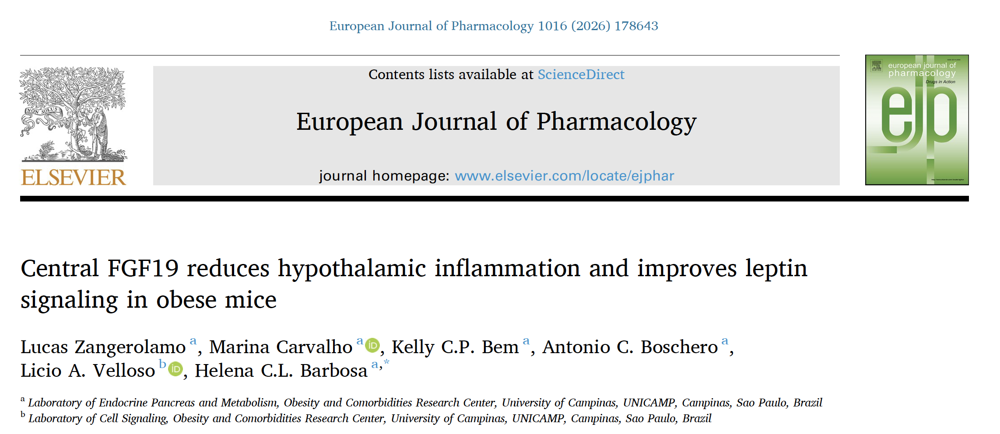 European Journal of Pharmacology 1016 (2026) 178643
Contents lists available at ScienceDirect
European Journal of Pharmacology
journal homepage: www.elsevier.com/locate/ejphar
NON SOLUS
ELSEVIER
ELSEVIER
european journal of
pharmacology
Drugs in Action
ejp
Central FGF19 reduces hypothalamic inflammation and improves leptin
signaling in obese mice
Lucas Zangerolamo a, Marina Carvalho a iD, Kelly C.P. Bem a, Antonio C. Boschero a,
Licio A. Velloso b iD, Helena C.L. Barbosa a,*
a Laboratory of Endocrine Pancreas and Metabolism, Obesity and Comorbidities Research Center, University of Campinas, UNICAMP, Campinas, Sao Paulo, Brazil
b Laboratory of Cell Signaling, Obesity and Comorbidities Research Center, University of Campinas, UNICAMP, Campinas, Sao Paulo, Brazil